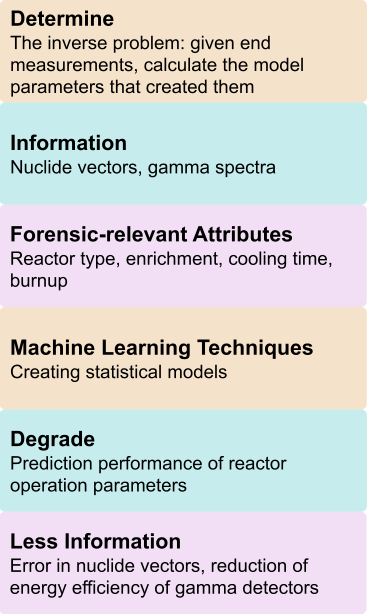 Determine
The inverse problem: given end
measurements, calculate the model
parameters that created them
Information
Nuclide vectors, gamma spectra
Forensic-relevant Attributes
Reactor type, enrichment, cooling time,
burnup
Machine Learning Techniques
Creating statistical models
Degrade
Prediction performance of reactor
operation parameters
Less Information
Error in nuclide vectors, reduction of
energy efficiency of gamma detectors